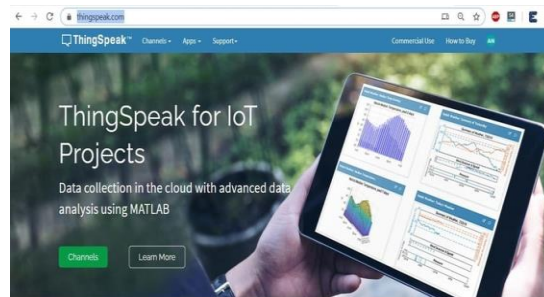 thingspeak.com
ThingSpeak™ Channels Apps Support Commercial Use How to Buy
ThingSpeak for IoT
Projects
Data collection in the cloud with advanced data
analysis using MATLAB
Channels Learn More